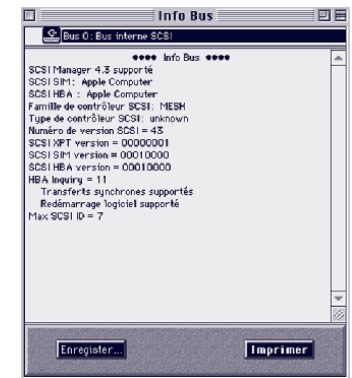 Info Bus
Bus 0: Bus interne SCSI
•••• Info Bus ••••
SCSI Manager 4.3 supporté
SCSI SIM: Apple Computer
SCSI HBA : Apple Computer
Famille de contrôleur SCSI: MESH
Type de contrôleur SCSI: unknown
Numéro de version SCSI = 43
SCSI XPT version = 00000001
SCSI SIM version = 00010000
SCSI HBA version = 00010000
HBA Inquiry = 11
Transferts synchrones supportés
Redémarrage logiciel supporté
Max SCSI ID = 7
Enregister...
Imprimer